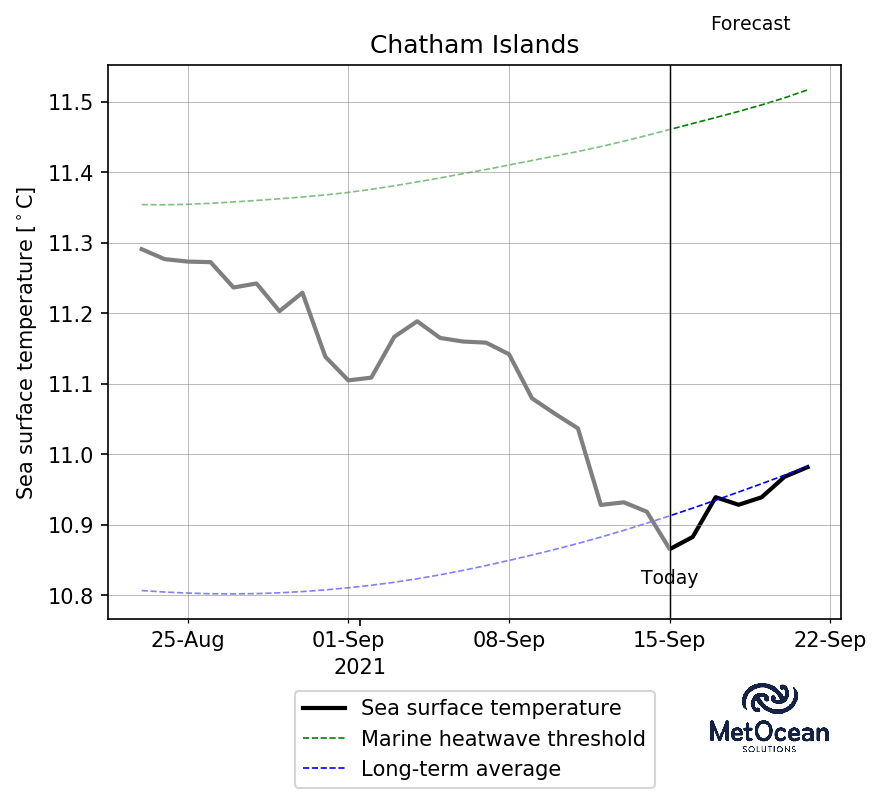 Forecast
Chatham Islands
Sea surface temperature [°C]
11.5
11.4
11.3
11.2
11.1
11.0
10.9
10.8
Today
25-Aug 01-Sep 08-Sep 15-Sep 22-Sep
2021
Sea surface temperature
Marine heatwave threshold
Long-term average
MetOcean
SOLUTIONS